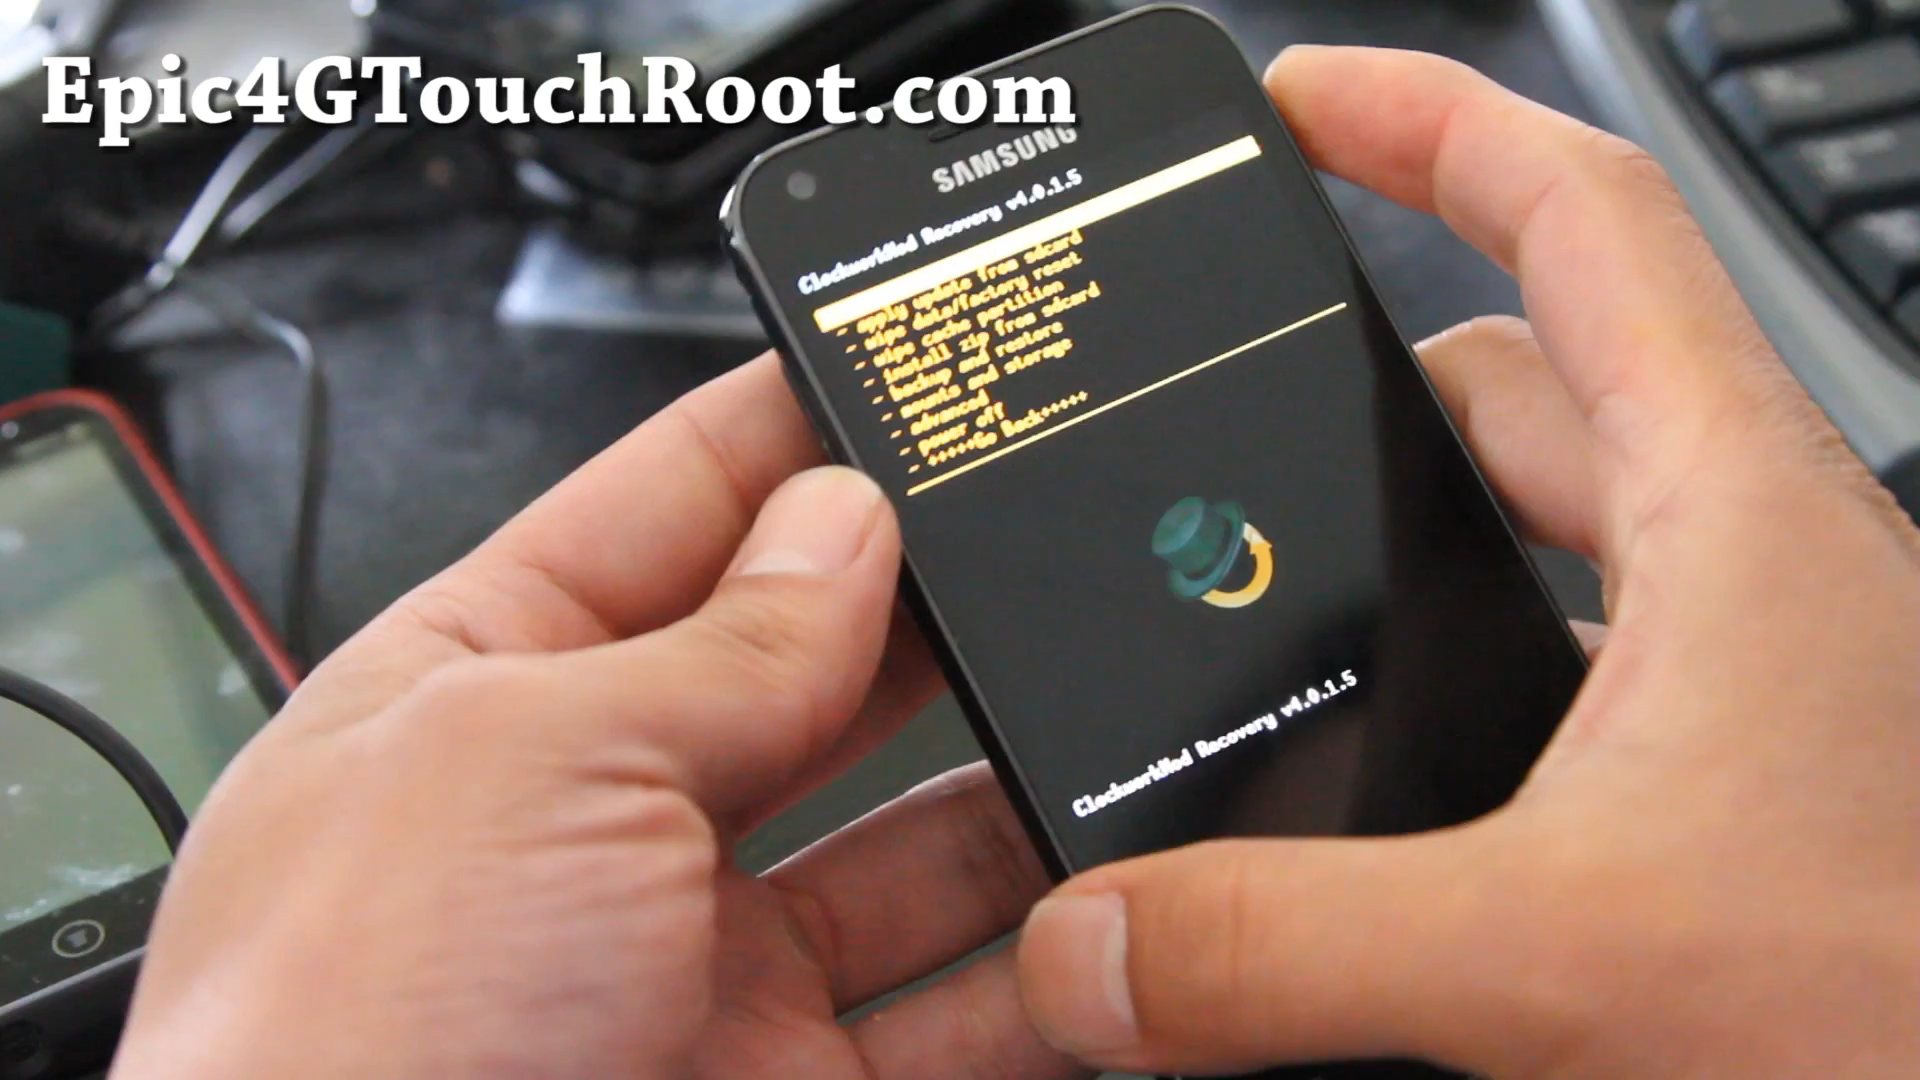 Epic4GTouchRoot.com
SAMSUNG
ClockworkMod Recovery v4.0.1.5
- apply update from sdcard
- wipe data/factory reset
- wipe cache partition
- install zip from sdcard
- backup and restore
- mounts and storage
- advanced
- power off
- +++++Go Back+++++
ClockworkMod Recovery v4.0.1.5